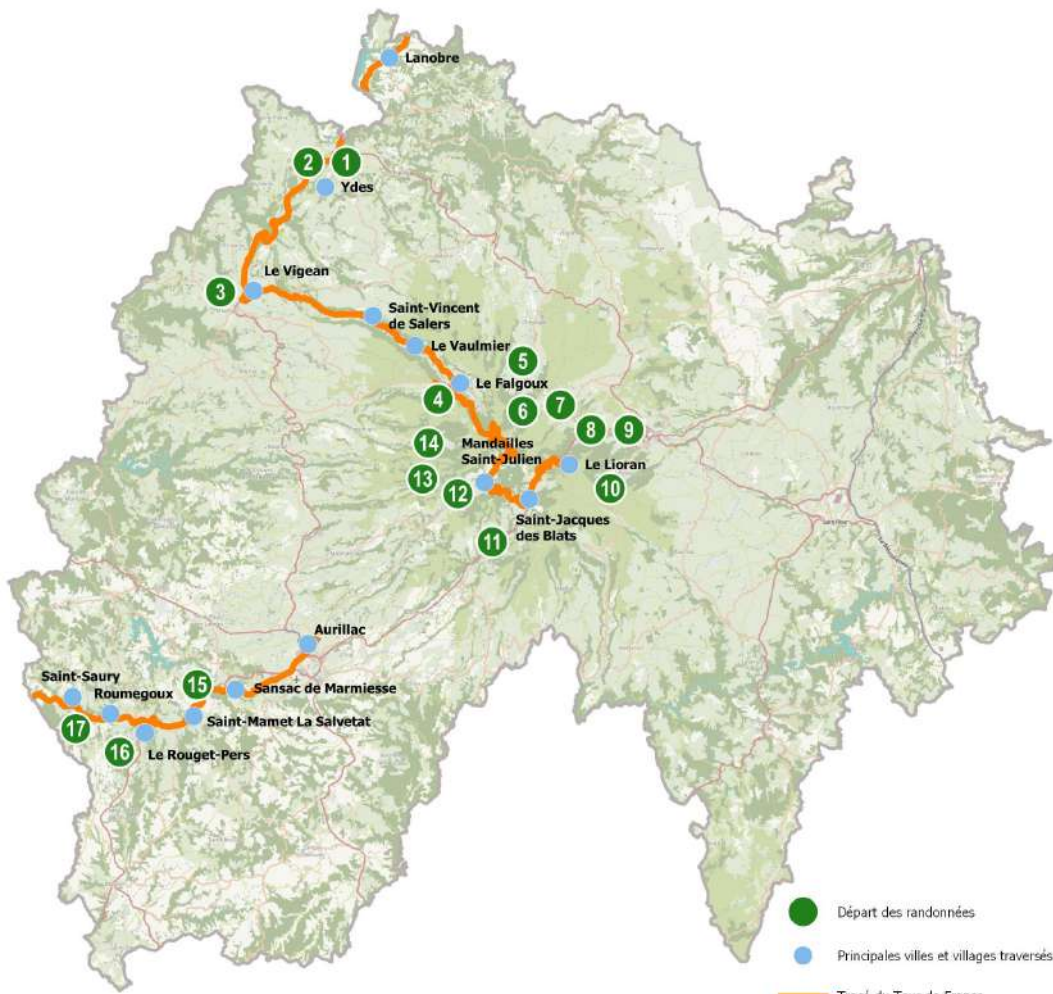 Lanobre
2
1
Ydes
Le Vigean
3
Saint-Vincent
de Salers
Le Vaulmier
5
Le Falgoux
4
6
7
8
9
14
Mandailles
Saint-Julien
Le Lioran
13
12
10
Saint-Jacques
des Blats
11
Aurillac
Saint-Saury
Roumegoux
15
Sansac de Marmiesse
17
Saint-Mamet La Salvetat
16
Le Rouget-Pers
Départ des randonnées
Principales villes et villages traversés